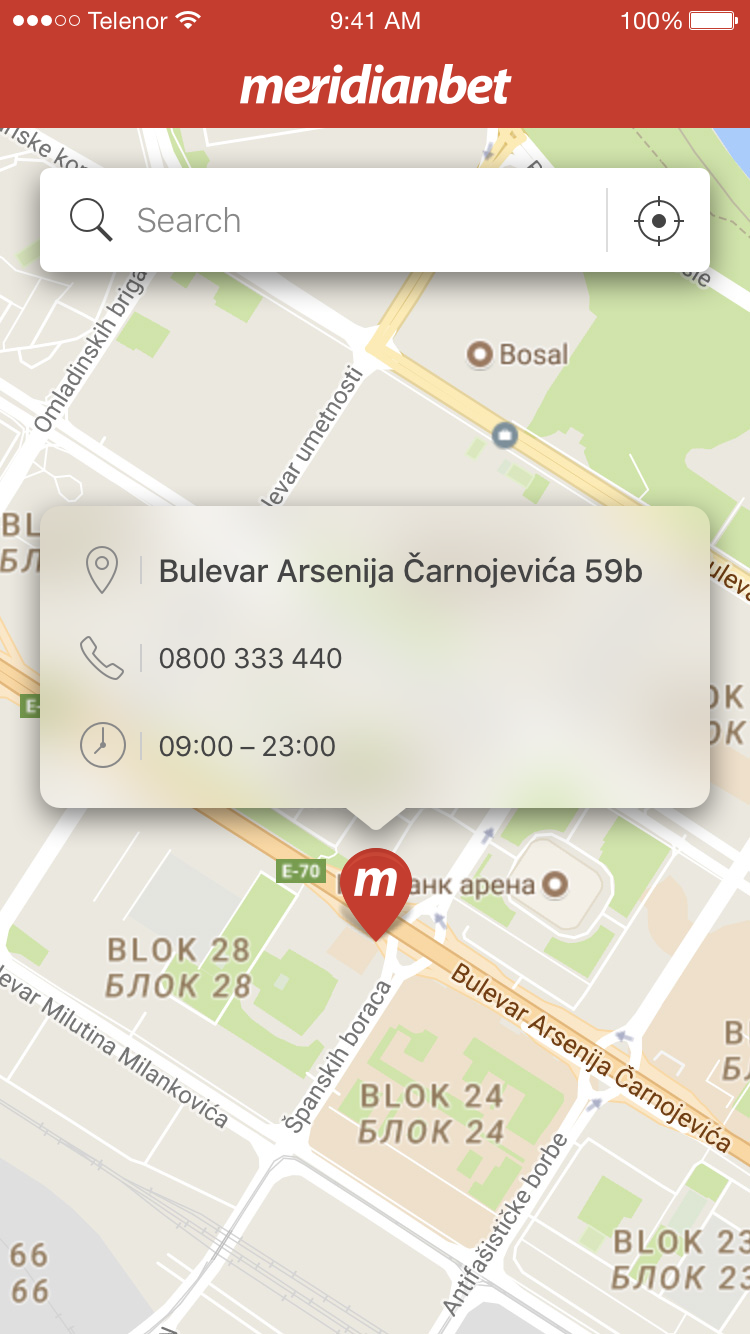 Telenor 9:41 AM 100%
meridianbet
Search
Omladinskih briga
Bosal
levar umetnosti
Bulevar Arsenija Čarnojevića 59b
0800 333 440
09:00 – 23:00
E-70
m
арена
BLOK 28
БЛОК 28
Bulevar Arsenija Čarnojevića
levar Milutina Milankovića
Španskih boraca
BLOK 24
БЛОК 24
Antifašističke borbe
BLOK 23
БЛОК 23
66
66